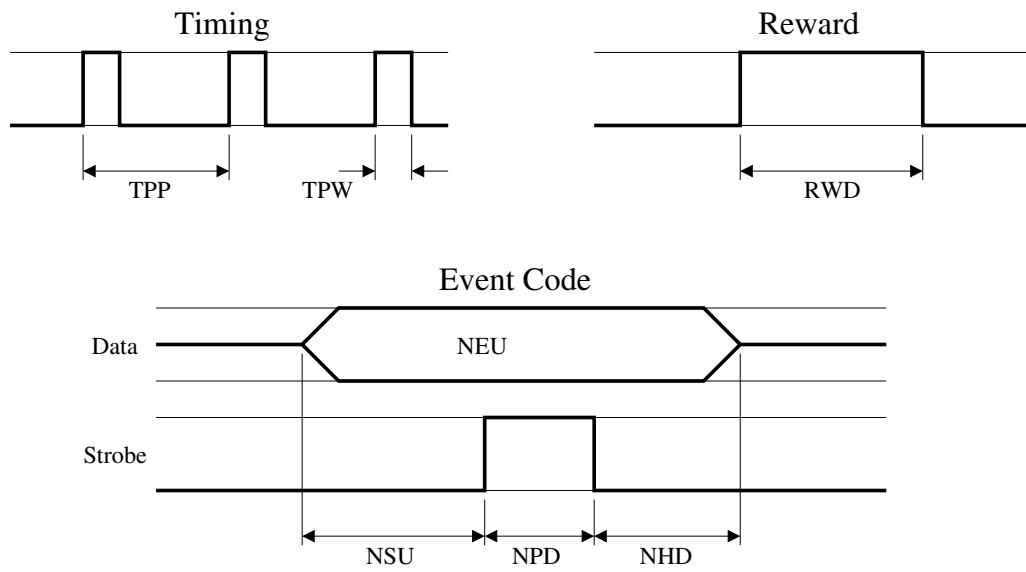 Timing
Reward
TPP
TPW
RWD
Event Code
Data
NEU
Strobe
NSU
NPD
NHD